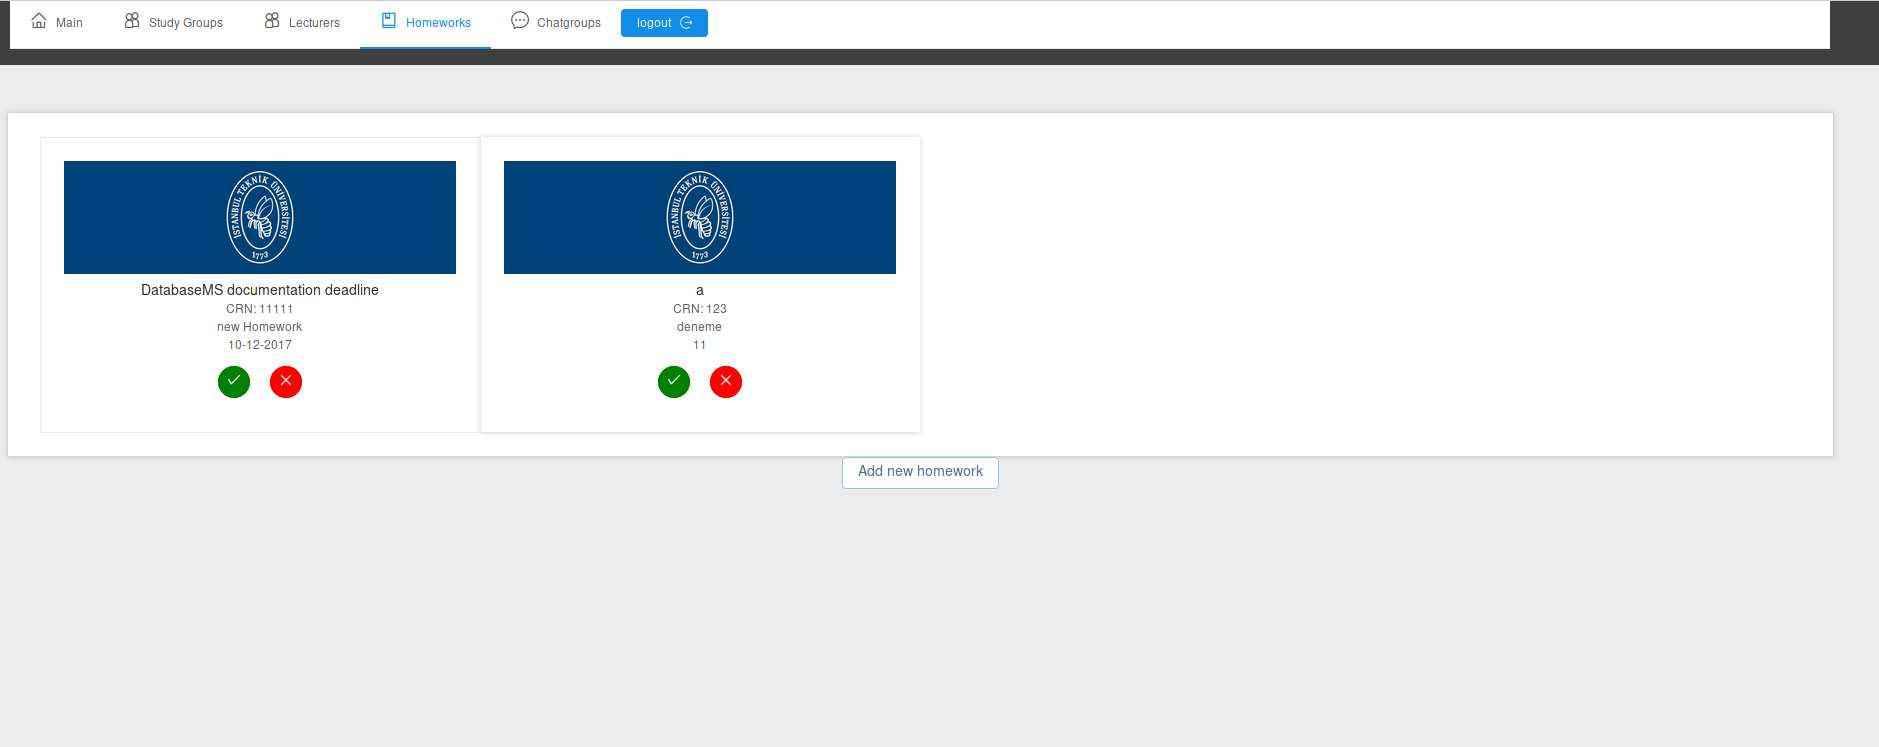 Main Study Groups Lecturers Homeworks Chatgroups logout
İSTANBUL TEKNİK ÜNİVERSİTESİ
1773
DatabaseMS documentation deadline
CRN: 11111
new Homework
10-12-2017
İSTANBUL TEKNİK ÜNİVERSİTESİ
1773
a
CRN: 123
deneme
11
Add new homework